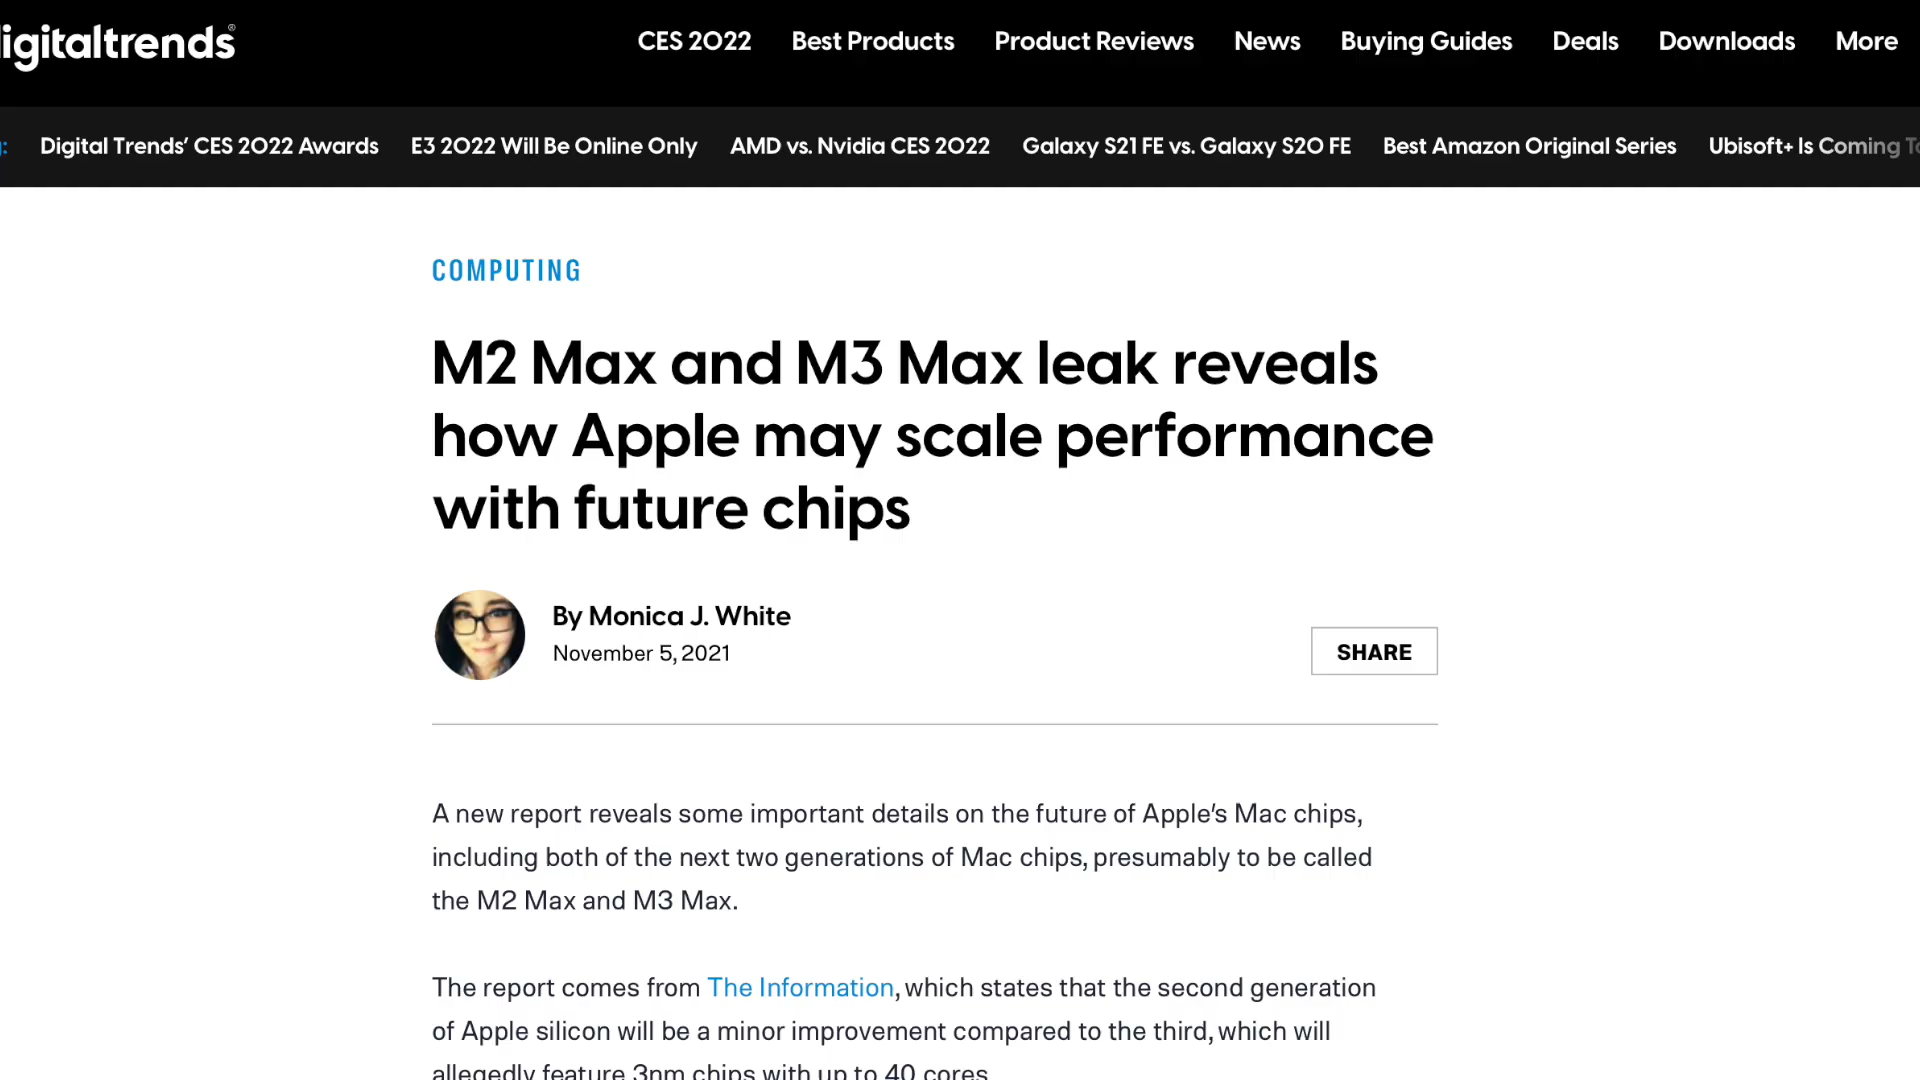 igitaltrends®
CES 2022 Best Products Product Reviews News Buying Guides Deals Downloads More
Digital Trends’ CES 2022 Awards E3 2022 Will Be Online Only AMD vs. Nvidia CES 2022 Galaxy S21 FE vs. Galaxy S20 FE Best Amazon Original Series Ubisoft+ Is Coming To
COMPUTING
M2 Max and M3 Max leak reveals
how Apple may scale performance
with future chips
By Monica J. White
November 5, 2021
SHARE
A new report reveals some important details on the future of Apple’s Mac chips,
including both of the next two generations of Mac chips, presumably to be called
the M2 Max and M3 Max.
The report comes from The Information, which states that the second generation
of Apple silicon will be a minor improvement compared to the third, which will
allegedly feature 3nm chips with up to 40 cores.